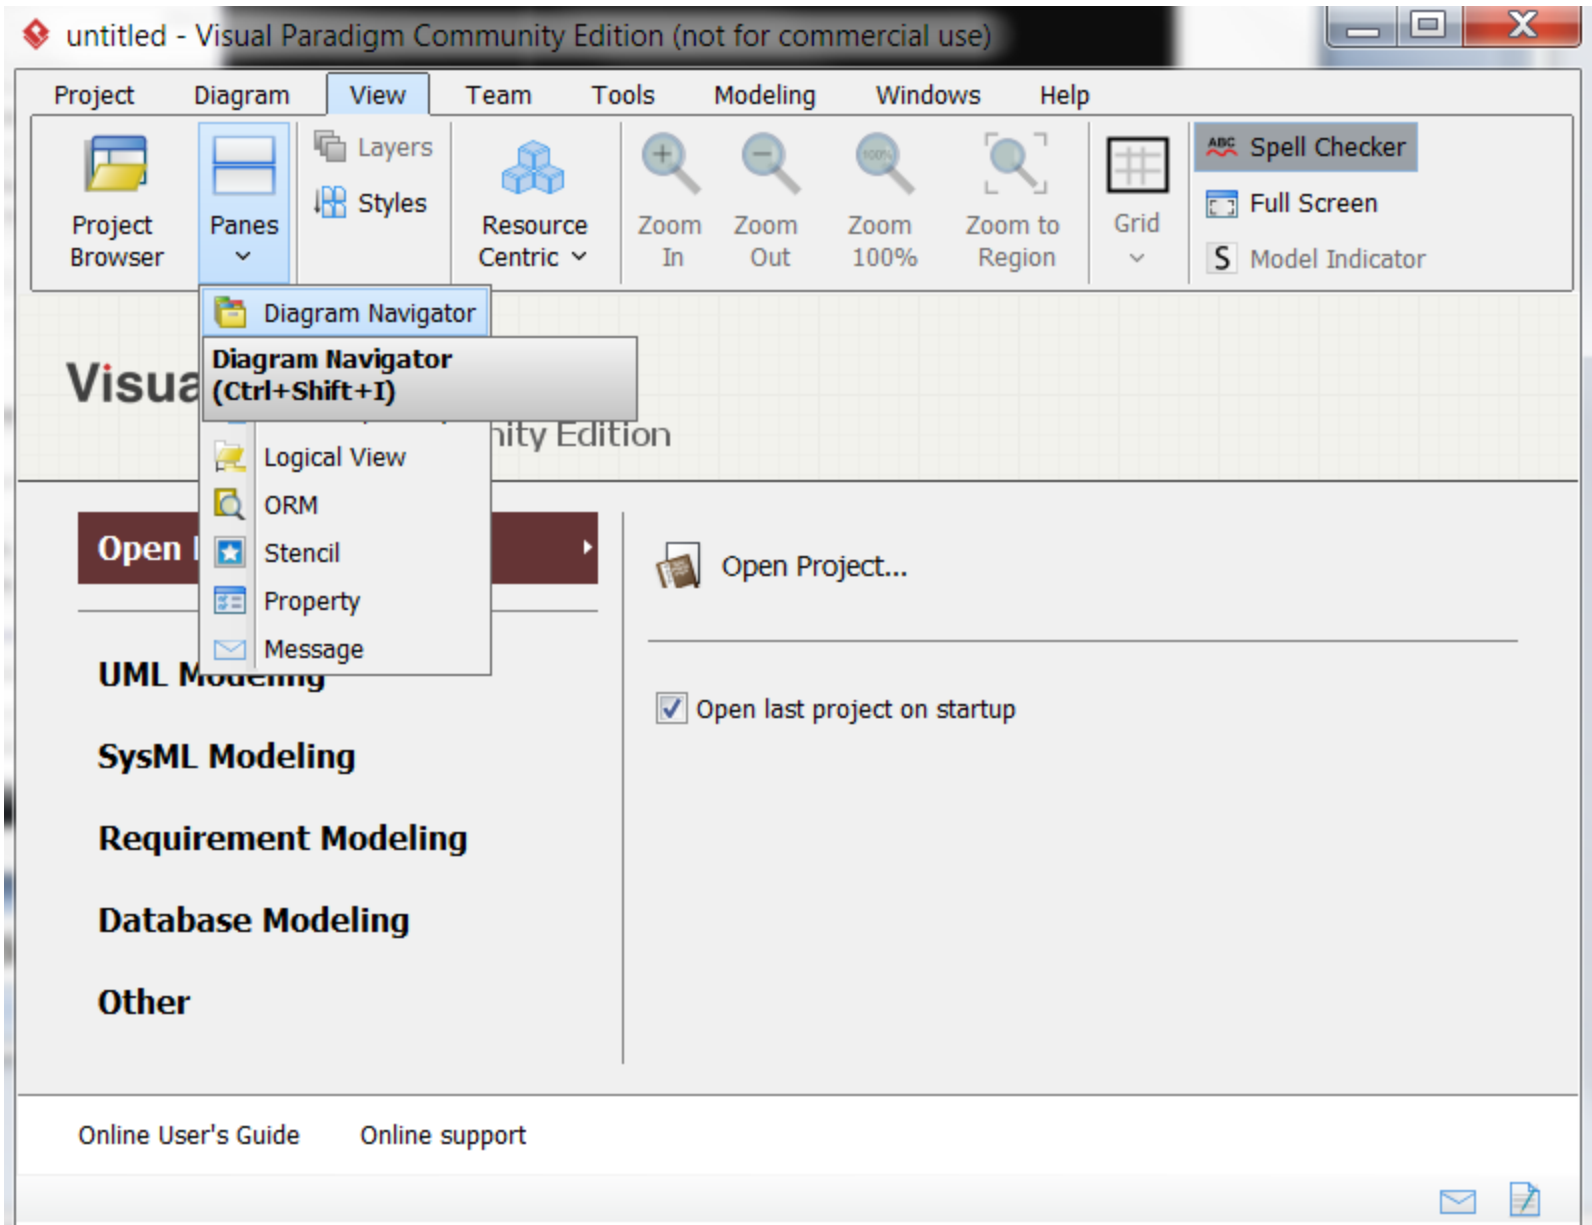 untitled - Visual Paradigm Community Edition (not for commercial use)
Project Diagram View Team Tools Modeling Windows Help
Project Browser
Panes
Layers
Styles
Resource Centric
Zoom In
Zoom Out
Zoom 100%
Zoom to Region
Grid
ABC Spell Checker
Full Screen
S Model Indicator
Diagram Navigator
Diagram Navigator
(Ctrl+Shift+I)
Edition
Logical View
ORM
Stencil
Property
Message
Open
Open Project...
Open last project on startup
UML Modeling
SysML Modeling
Requirement Modeling
Database Modeling
Other
Online User's Guide Online support